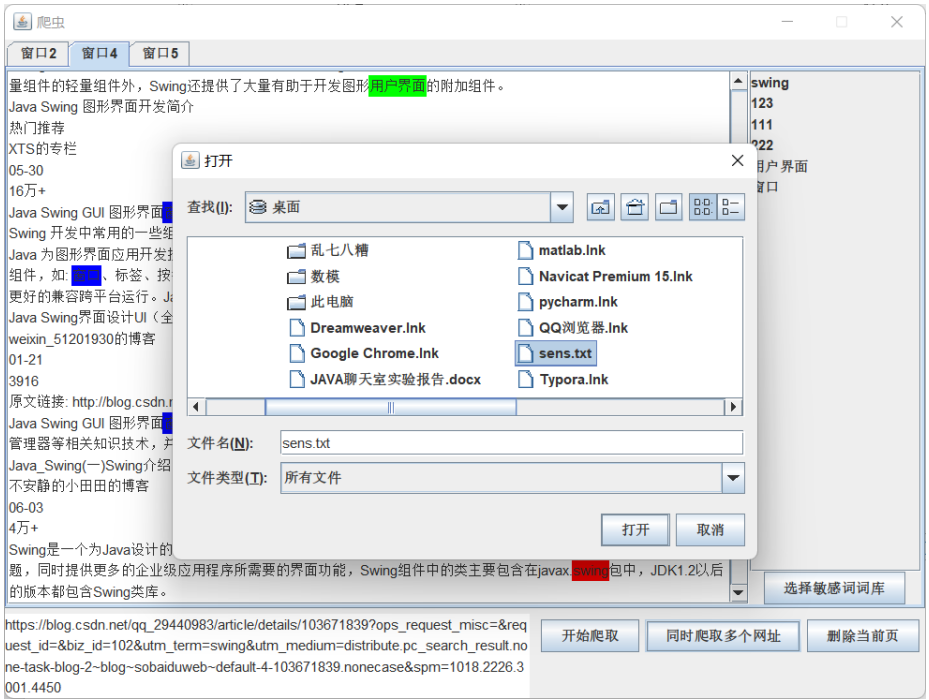 爬虫
窗口2 窗口4 窗口5
量组件的轻量组件外，Swing还提供了大量有助于开发图形用户界面的附加组件。
Java Swing 图形界面开发简介
热门推荐
XTS的专栏
05-30
16万+
Java Swing GUI 图形界面
Swing 开发中常用的一些组
Java 为图形界面应用开发
组件，如: 窗口、标签、按
更好的兼容跨平台运行。Ja
Java Swing界面设计UI（全
weixin_51201930的博客
01-21
3916
原文链接: http://blog.csdn.
Java Swing GUI 图形界面
管理器等相关知识技术，并
Java_Swing(一)Swing介绍
不安静的小田田的博客
06-03
4万+
Swing是一个为Java设计的
题，同时提供更多的企业级应用程序所需要的界面功能，Swing组件中的类主要包含在javax.swing包中，JDK1.2以后
的版本都包含Swing类库。
swing
123
111
222
用户界面
窗口
选择敏感词词库
打开
查找(I): 桌面
乱七八糟
数模
此电脑
Dreamweaver.lnk
Google Chrome.lnk
JAVA聊天室实验报告.docx
matlab.lnk
Navicat Premium 15.lnk
pycharm.lnk
QQ浏览器.lnk
sens.txt
Typora.lnk
文件名(N): sens.txt
文件类型(T): 所有文件
打开 取消
https://blog.csdn.net/qq_29440983/article/details/103671839?ops_request_misc=&req
uest_id=&biz_id=102&utm_term=swing&utm_medium=distribute.pc_search_result.no
ne-task-blog-2~blog~sobaiduweb~default-4-103671839.nonecase&spm=1018.2226.3
001.4450
开始爬取 同时爬取多个网址 删除当前页